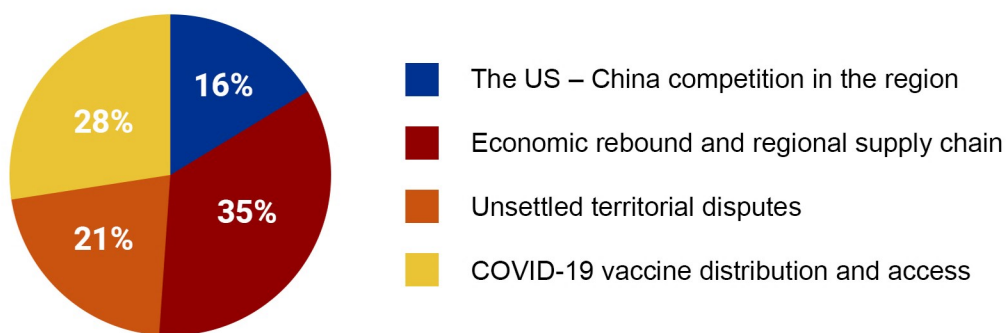 16%
28%
35%
21%
The US – China competition in the region
Economic rebound and regional supply chain
Unsettled territorial disputes
COVID-19 vaccine distribution and access